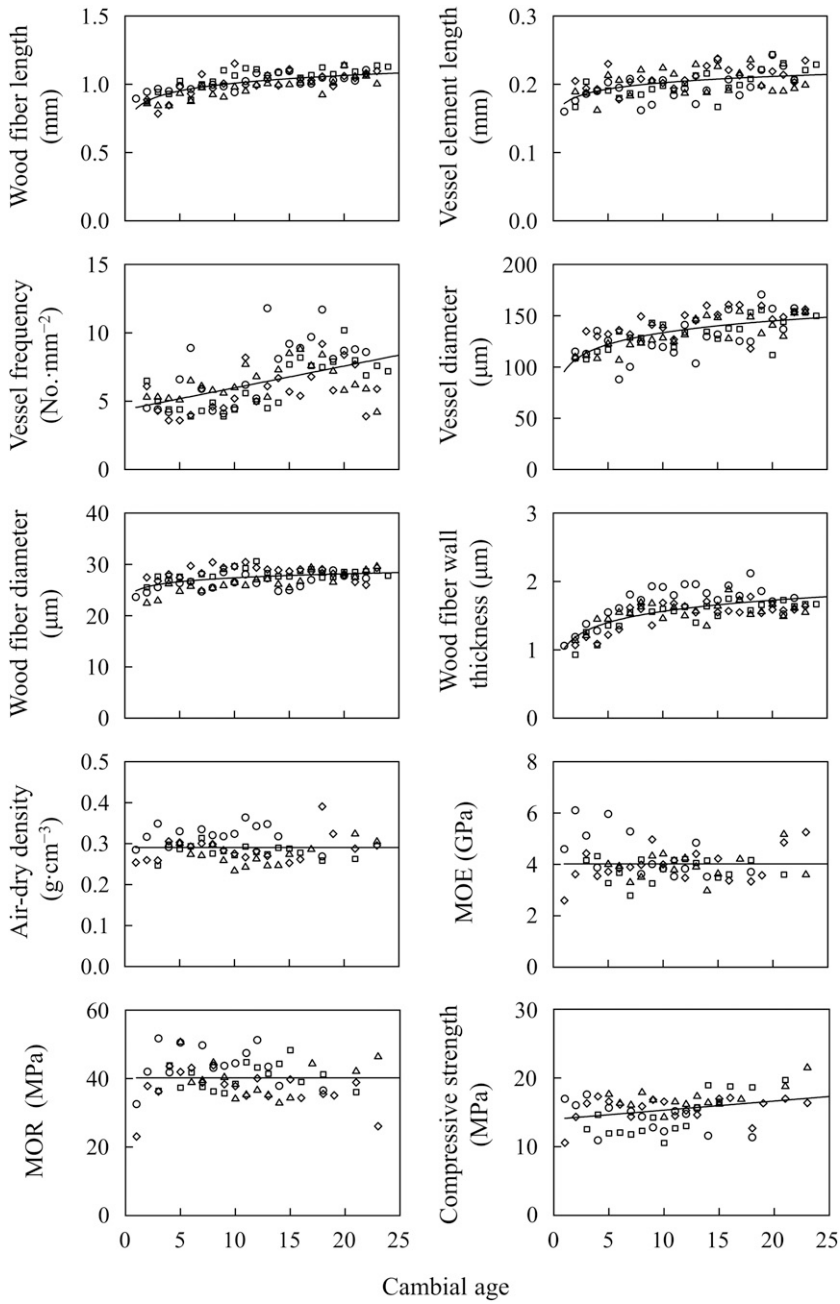 Wood fiber length
(mm)
1.5
1.0
0.5
0.0
Vessel element length
(mm)
0.3
0.2
0.1
0.0
Vessel frequency
(No.·mm⁻²)
15
10
5
0
Vessel diameter
(μm)
200
150
100
50
0
Wood fiber diameter
(μm)
40
30
20
10
0
Wood fiber wall
thickness (μm)
3
2
1
0
Air-dry density
(g·cm⁻³)
0.5
0.4
0.3
0.2
0.1
0.0
MOE (GPa)
8
6
4
2
0
MOR (MPa)
60
40
20
0
0 5 10 15 20 25
Compressive strength
(MPa)
30
20
10
0
0 5 10 15 20 25
Cambial age